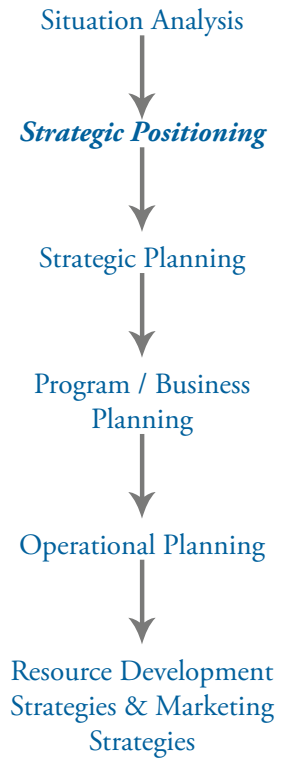 Situation Analysis
Strategic Positioning
Strategic Planning
Program / Business
Planning
Operational Planning
Resource Development
Strategies & Marketing
Strategies